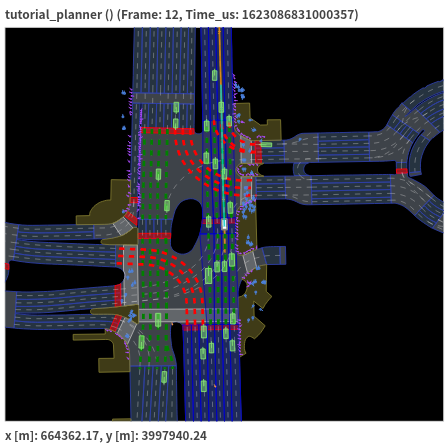 tutorial_planner () (Frame: 12, Time_us: 1623086831000357)
x [m]: 664362.17, y [m]: 3997940.24